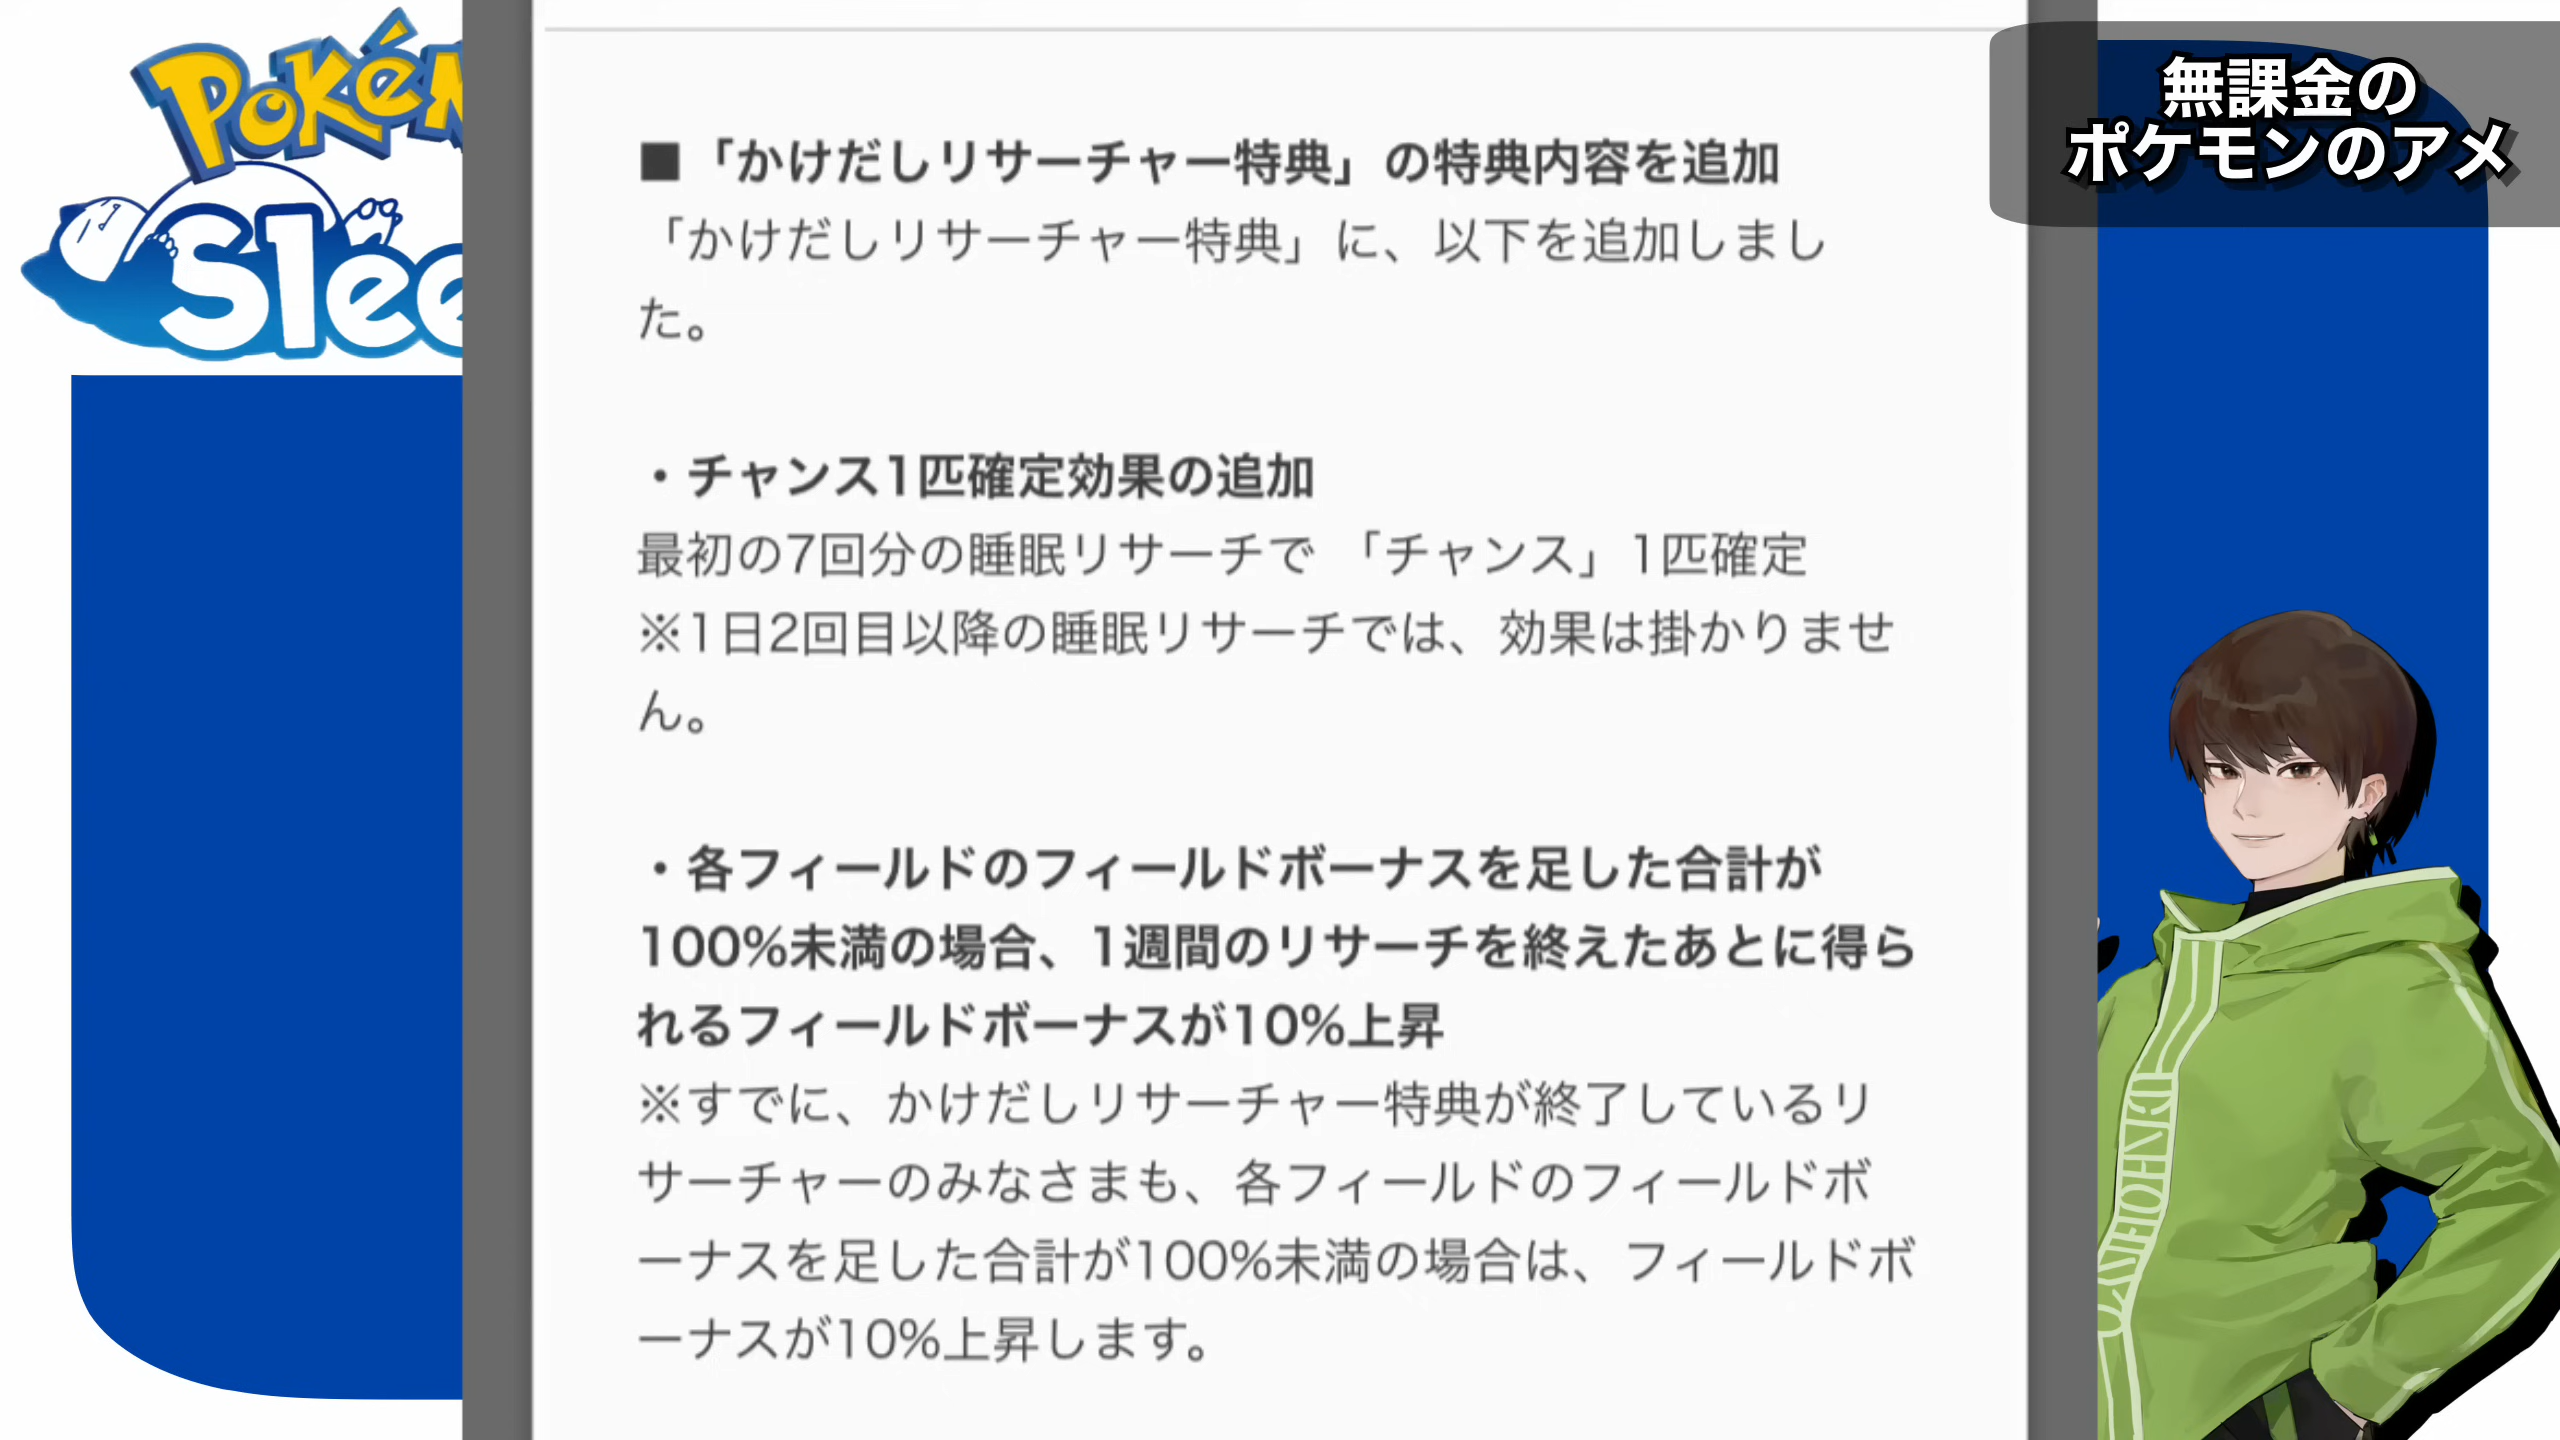 Poké
Slee
無課金の
ポケモンのアメ
■「かけだしリサーチャー特典」の特典内容を追加
「かけだしリサーチャー特典」に、以下を追加しまし
た。
・チャンス1匹確定効果の追加
最初の7回分の睡眠リサーチで 「チャンス」1匹確定
※1日2回目以降の睡眠リサーチでは、効果は掛かりませ
ん。
・各フィールドのフィールドボーナスを足した合計が
100%未満の場合、1週間のリサーチを終えたあとに得ら
れるフィールドボーナスが10%上昇
※すでに、かけだしリサーチャー特典が終了しているリ
サーチャーのみなさまも、各フィールドのフィールドボ
ーナスを足した合計が100%未満の場合は、フィールドボ
ーナスが10%上昇します。